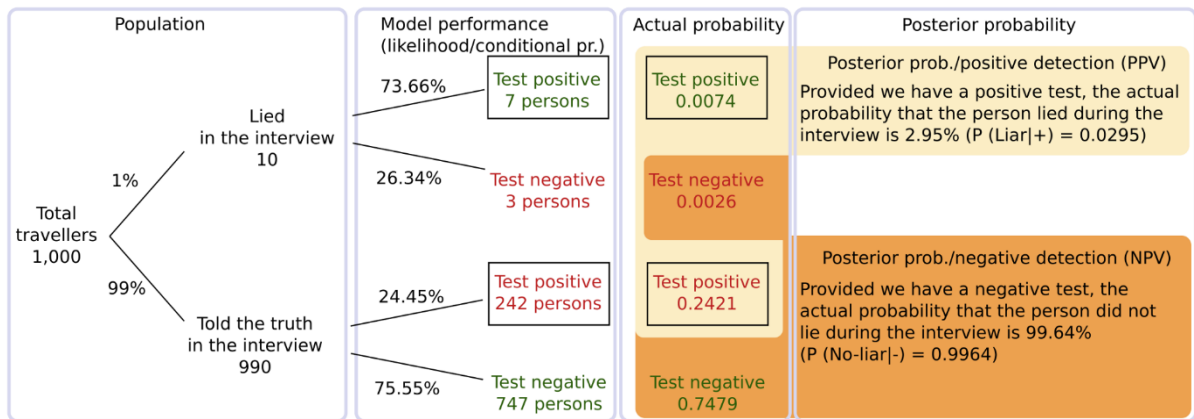 Population
Total
travellers
1,000
1%
99%
Lied
in the interview
10
Told the truth
in the interview
990
Model performance
(likelihood/conditional pr.)
73.66%
Test positive
7 persons
26.34%
Test negative
3 persons
24.45%
Test positive
242 persons
75.55%
Test negative
747 persons
Actual probability
Test positive
0.0074
Test negative
0.0026
Test positive
0.2421
Test negative
0.7479
Posterior probability
Posterior prob./positive detection (PPV)
Provided we have a positive test, the actual
probability that the person lied during the
interview is 2.95% (P (Liar|+) = 0.0295)
Posterior prob./negative detection (NPV)
Provided we have a negative test, the
actual probability that the person did not
lie during the interview is 99.64%
(P (No-liar|-) = 0.9964)